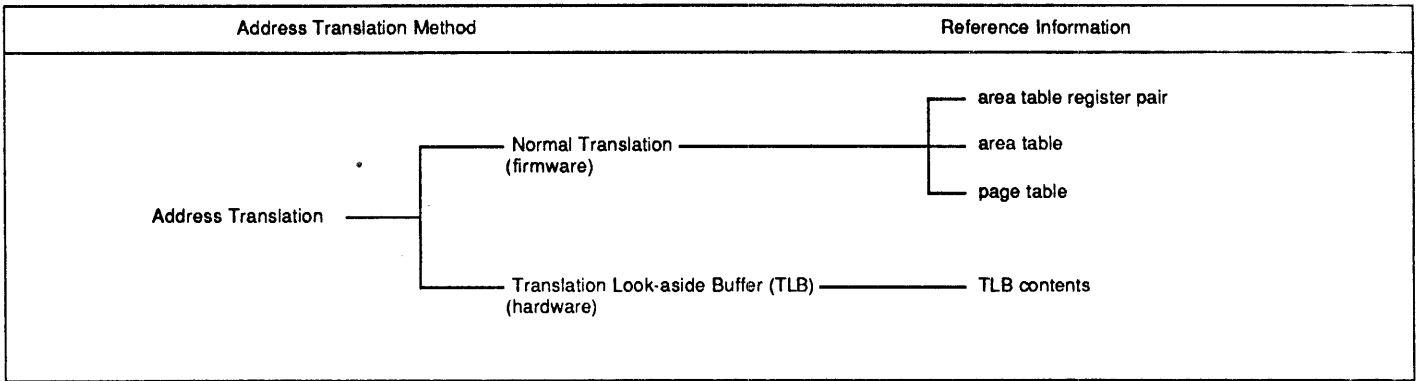 Address Translation Method
Reference Information
area table register pair
Normal Translation
(firmware)
area table
page table
Address Translation
Translation Look-aside Buffer (TLB)
(hardware)
TLB contents